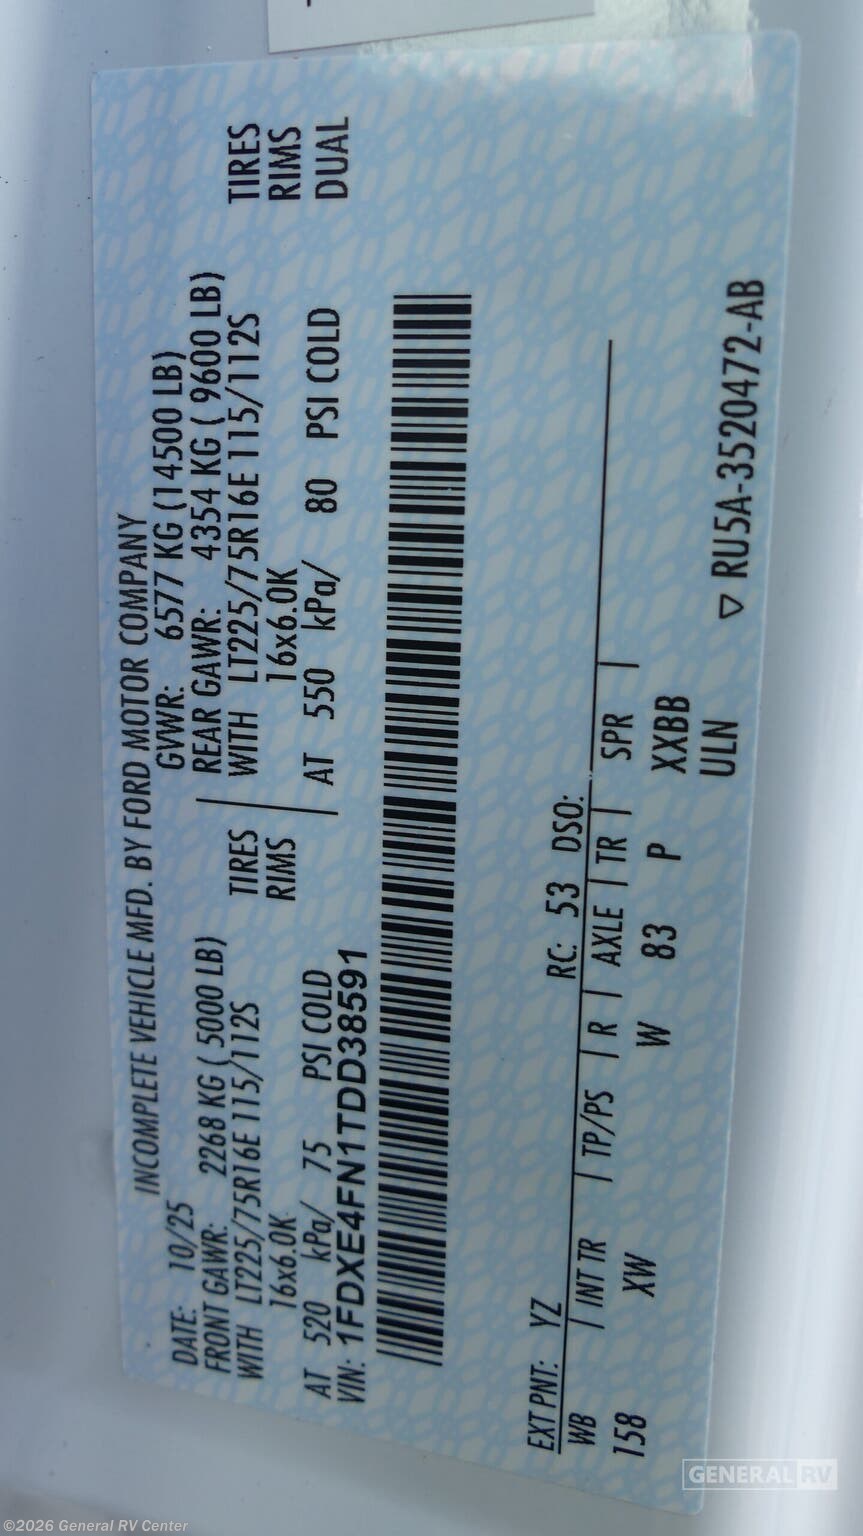 INCOMPLETE VEHICLE MFD. BY FORD MOTOR COMPANY
DATE: 10/25 GVWR: 6577 KG (14500 LB)
FRONT GAWR: 2268 KG ( 5000 LB) REAR GAWR: 4354 KG ( 9600 LB)
WITH LT225/75R16E 115/112S TIRES WITH LT225/75R16E 115/112S TIRES
16x6.0K RIMS 16x6.0K RIMS
AT 520 kPa/ 75 PSI COLD AT 550 kPa/ 80 PSI COLD DUAL
VIN: 1FDXE4FN1TDD38591
EXT PNT: YZ RC: 53 DSO:
WB | INT TR | TP/PS | R | AXLE | TR | SPR |
158 XW W 83 P XXBB
ULN
▽ RU5A-3520472-AB
GENERAL RV
©2026 General RV Center